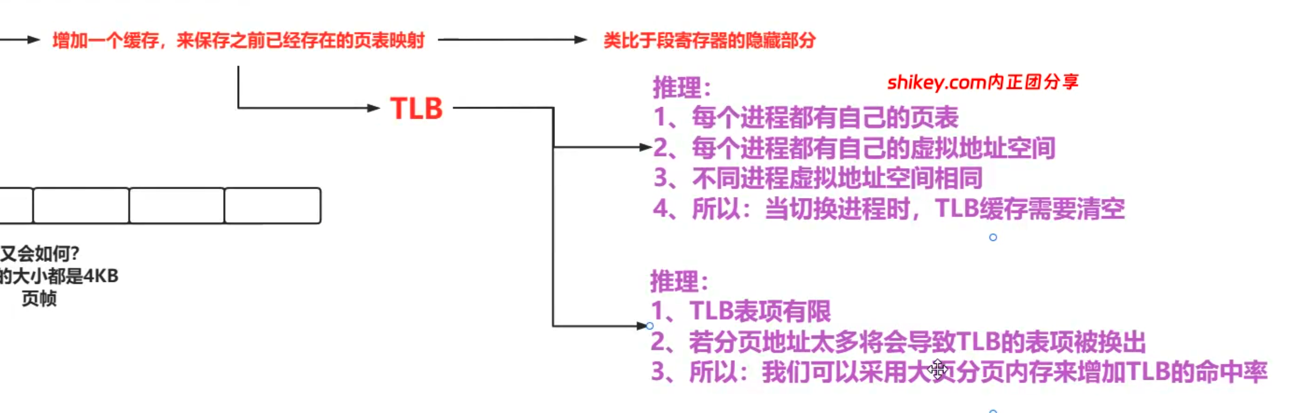 增加一个缓存，来保存之前已经存在的页表映射
类比于段寄存器的隐藏部分
shikey.com内正团分享
TLB
推理：
1、每个进程都有自己的页表
2、每个进程都有自己的虚拟地址空间
3、不同进程虚拟地址空间相同
4、所以：当切换进程时，TLB缓存需要清空
又会如何?
的大小都是4KB
页帧
推理：
1、TLB表项有限
2、若分页地址太多将会导致TLB的表项被换出
3、所以：我们可以采用大页分页内存来增加TLB的命中率